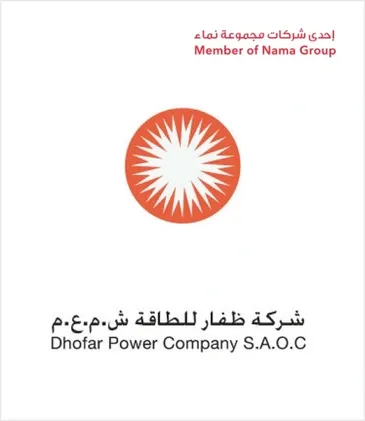 إحدى شركات مجموعة نماء
Member of Nama Group
شركة ظفار للطاقة ش.م.ع.م
Dhofar Power Company S.A.O.C